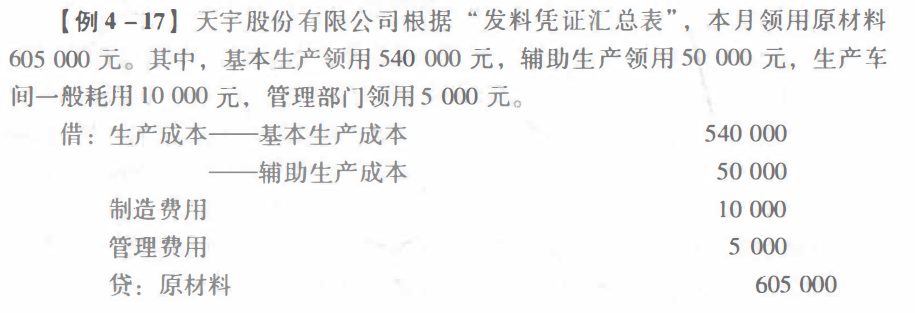 【例4-17】天宇股份有限公司根据“发料凭证汇总表”，本月领用原材料
605 000 元。其中，基本生产领用 540 000 元，辅助生产领用 50 000 元，生产车
间一般耗用 10 000 元，管理部门领用 5 000 元。
借：生产成本——基本生产成本 540 000
——辅助生产成本 50 000
制造费用 10 000
管理费用 5 000
贷：原材料 605 000